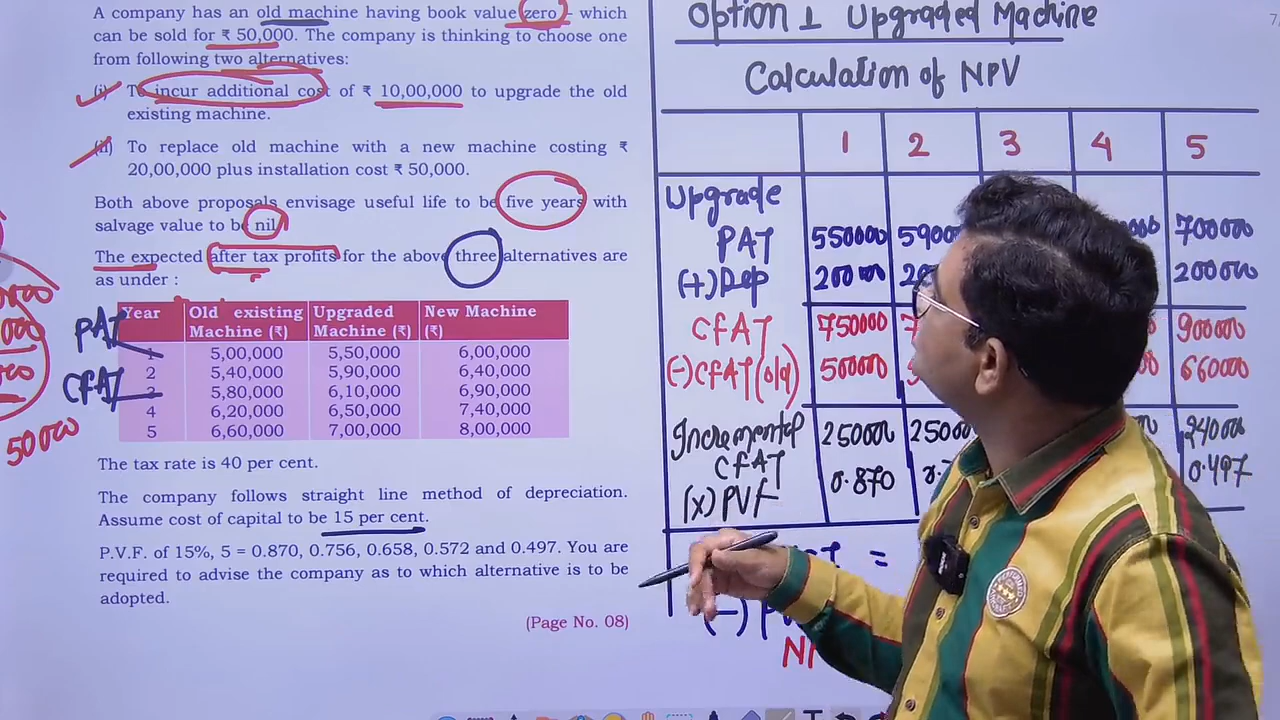 A company has an old machine having book value zero – which
can be sold for ₹ 50,000. The company is thinking to choose one
from following two alternatives:
(i) To incur additional cost of ₹ 10,00,000 to upgrade the old
existing machine.
(ii) To replace old machine with a new machine costing ₹
20,00,000 plus installation cost ₹ 50,000.
Both above proposals envisage useful life to be five years with
salvage value to be nil.
The expected after tax profits for the above three alternatives are
as under :
Year Old existing Machine (₹) Upgraded Machine (₹) New Machine (₹)
1 5,00,000 5,50,000 6,00,000
2 5,40,000 5,90,000 6,40,000
3 5,80,000 6,10,000 6,90,000
4 6,20,000 6,50,000 7,40,000
5 6,60,000 7,00,000 8,00,000
PAT
CFAT
50000
The tax rate is 40 per cent.
The company follows straight line method of depreciation.
Assume cost of capital to be 15 per cent.
P.V.F. of 15%, 5 = 0.870, 0.756, 0.658, 0.572 and 0.497. You are
required to advise the company as to which alternative is to be
adopted.
(Page No. 08)
Option 1 Upgraded Machine
Calculation of NPV
1 2 3 4 5
Upgrade
PAT 550000 59000 700000
(+) Dep 200000 200000
CFAT 750000 900000
(-) CFAT (old) 500000 660000
Incremental CFAT 250000 25000 240000
(x) PVF 0.870 0.497
=
(-)